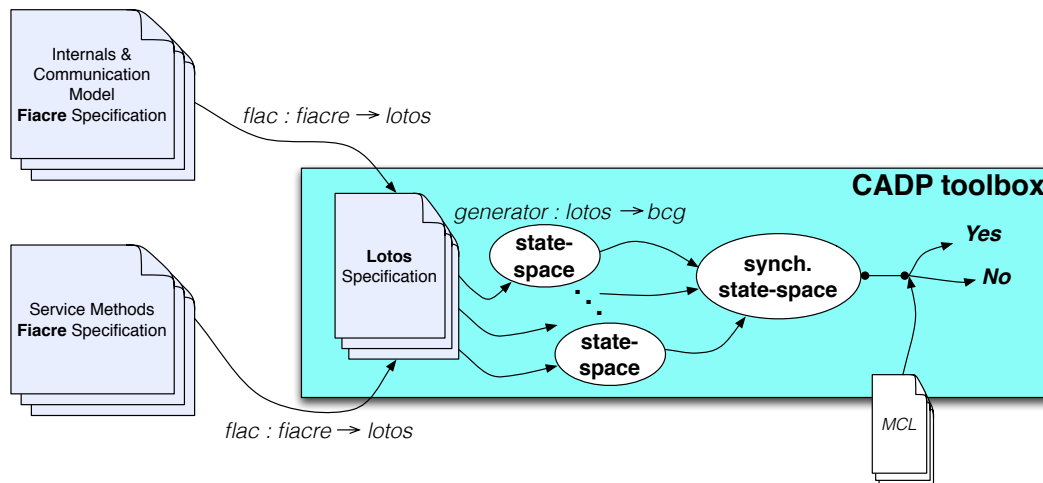 Internals &
Communication
Model
Fiacre Specification
flac : fiacre → lotos
CADP toolbox
generator : lotos → bcg
Lotos
Specification
state-
space
synch.
state-space
Yes
No
Service Methods
Fiacre Specification
state-
space
MCL
flac : fiacre → lotos